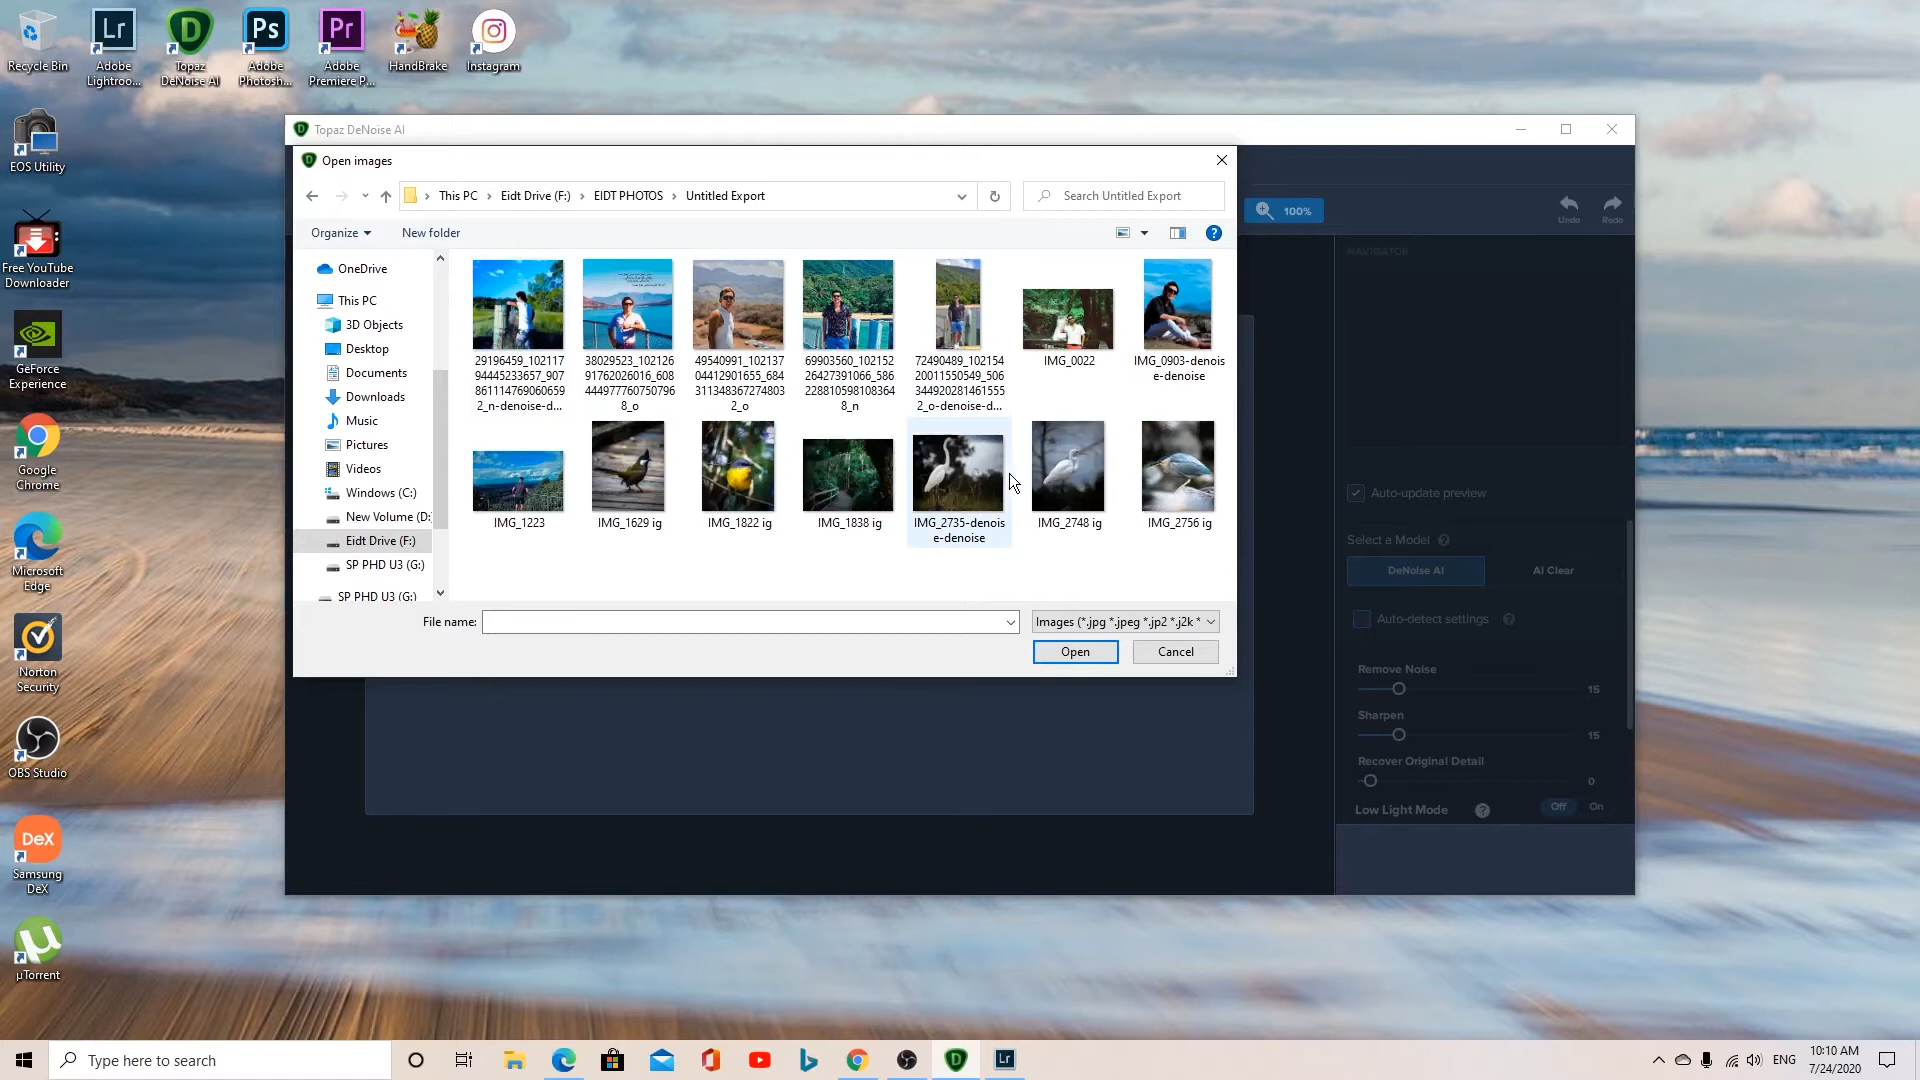 Recycle Bin
Adobe
Lightroo...
Topaz
DeNoise AI
Adobe
Photosh...
Adobe
Premiere P...
HandBrake
Instagram
EOS Utility
Free YouTube
Downloader
GeForce
Experience
Google
Chrome
Microsoft
Edge
Norton
Security
OBS Studio
DeX
Samsung
DeX
µTorrent
Topaz DeNoise AI
Open images
This PC
Eidt Drive (F:)
EIDT PHOTOS
Untitled Export
Search Untitled Export
Organize
New folder
OneDrive
This PC
3D Objects
Desktop
Documents
Downloads
Music
Pictures
Videos
Windows (C:)
New Volume (D:
Eidt Drive (F:)
SP PHD U3 (G:)
SP PHD U3 (G:)
29196459_102117
94445233657_907
861114769060659
2_n-denoise-d...
38029523_102126
91762026016_608
444977760750796
8_o
49540991_102137
04412901655_684
311348367274803
2_o
69903560_102152
26427391066_586
228810598108364
8_n
72490489_102154
20011550549_506
344920281461555
2_o-denoise-d...
IMG_0022
IMG_0903-denois
e-denoise
IMG_1223
IMG_1629 ig
IMG_1822 ig
IMG_1838 ig
IMG_2735-denois
e-denoise
IMG_2748 ig
IMG_2756 ig
File name:
Images (*.jpg *.jpeg *.jp2 *.j2k *
Open
Cancel
100%
Undo
Redo
NAVIGATOR
Auto-update preview
Select a Model
DeNoise AI
AI Clear
Auto-detect settings
Remove Noise
15
Sharpen
15
Recover Original Detail
0
Low Light Mode
Off
On
Type here to search
ENG
10:10 AM
7/24/2020